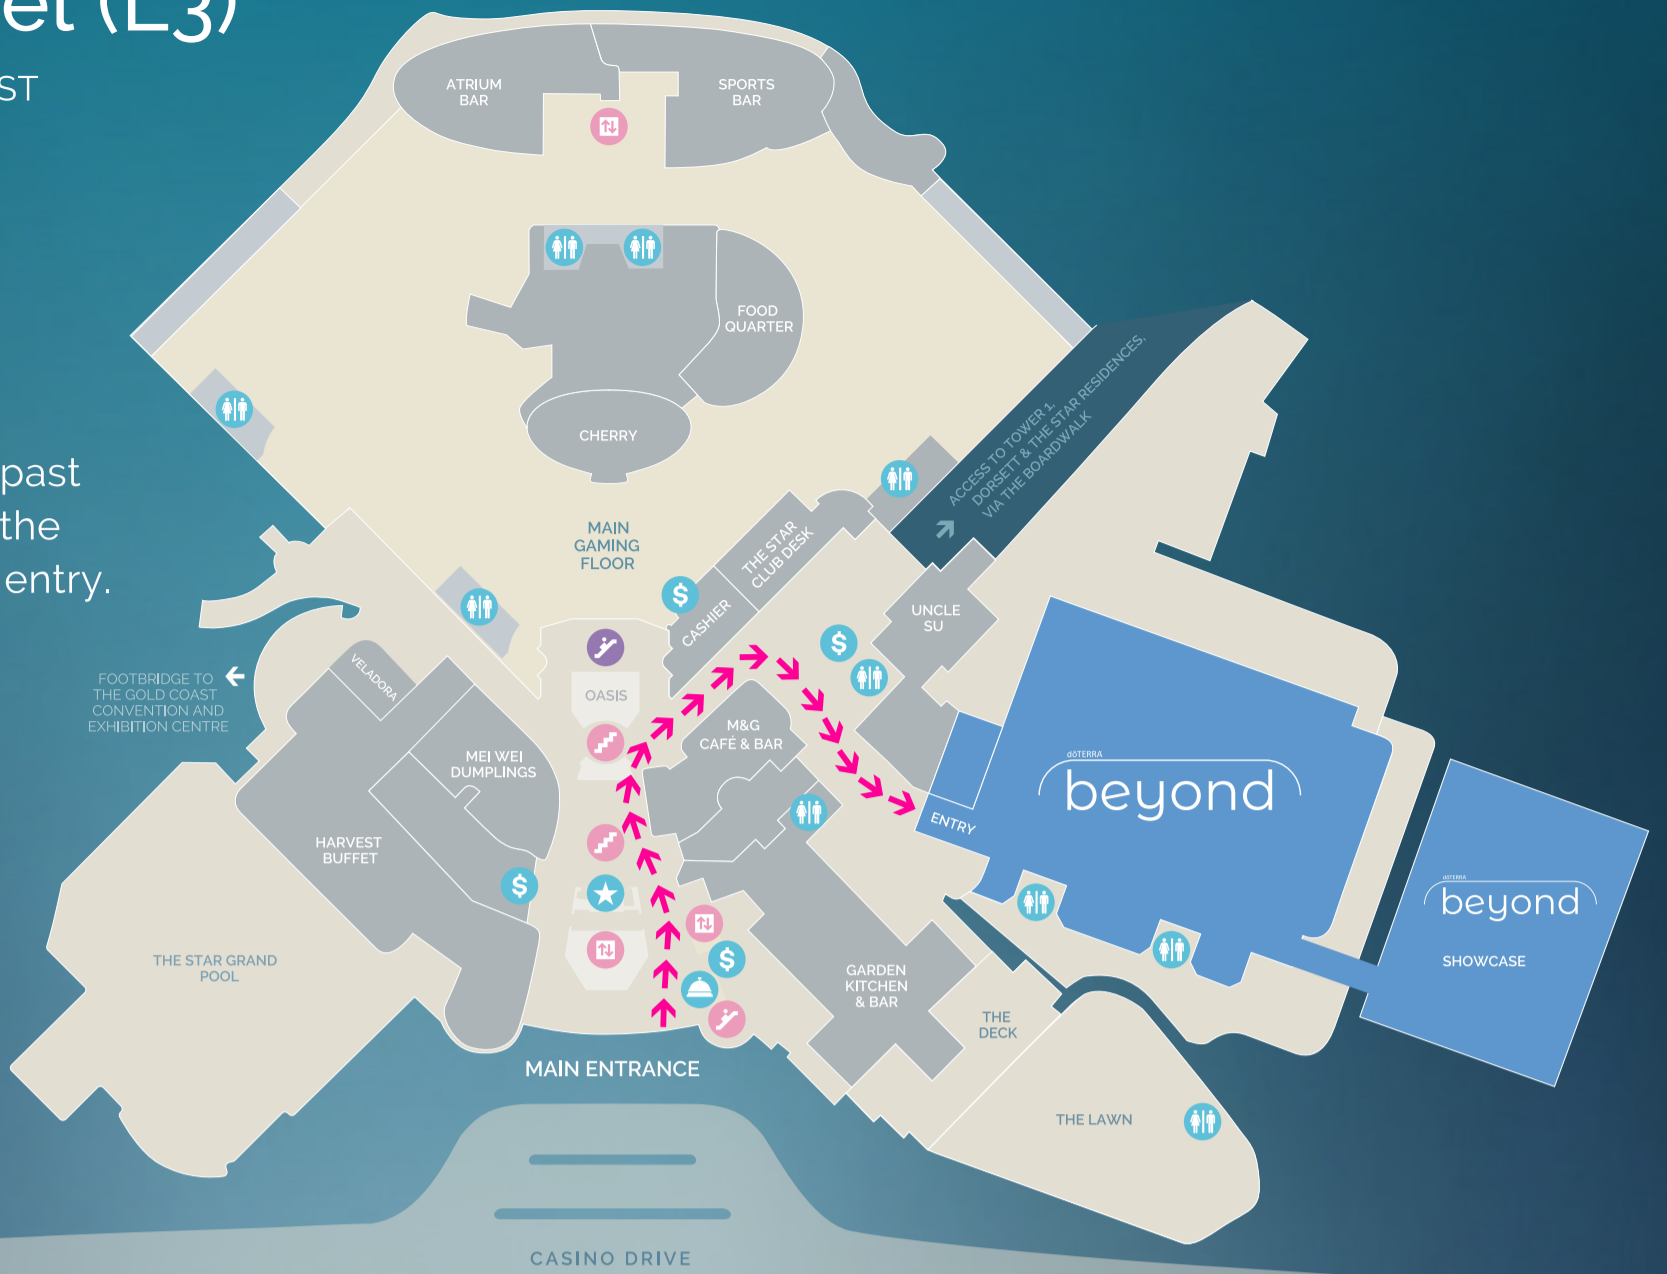 el (L3)
ST
past
the
entry.
ATRIUM
BAR
SPORTS
BAR
FOOD
QUARTER
CHERRY
ACCESS TO TOWER 1,
DORSETT & THE STAR RESIDENCES,
VIA THE BOARDWALK
MAIN
GAMING
FLOOR
THE STAR
CLUB DESK
$
CASHIER
UNCLE
SU
$
VELADORA
FOOTBRIDGE TO
THE GOLD COAST
CONVENTION AND
EXHIBITION CENTRE
OASIS
M&G
CAFÉ & BAR
MEI WEI
DUMPLINGS
dōTERRA
beyond
ENTRY
HARVEST
BUFFET
$
dōTERRA
beyond
SHOWCASE
THE STAR GRAND
POOL
$
GARDEN
KITCHEN
& BAR
THE
DECK
MAIN ENTRANCE
THE LAWN
CASINO DRIVE